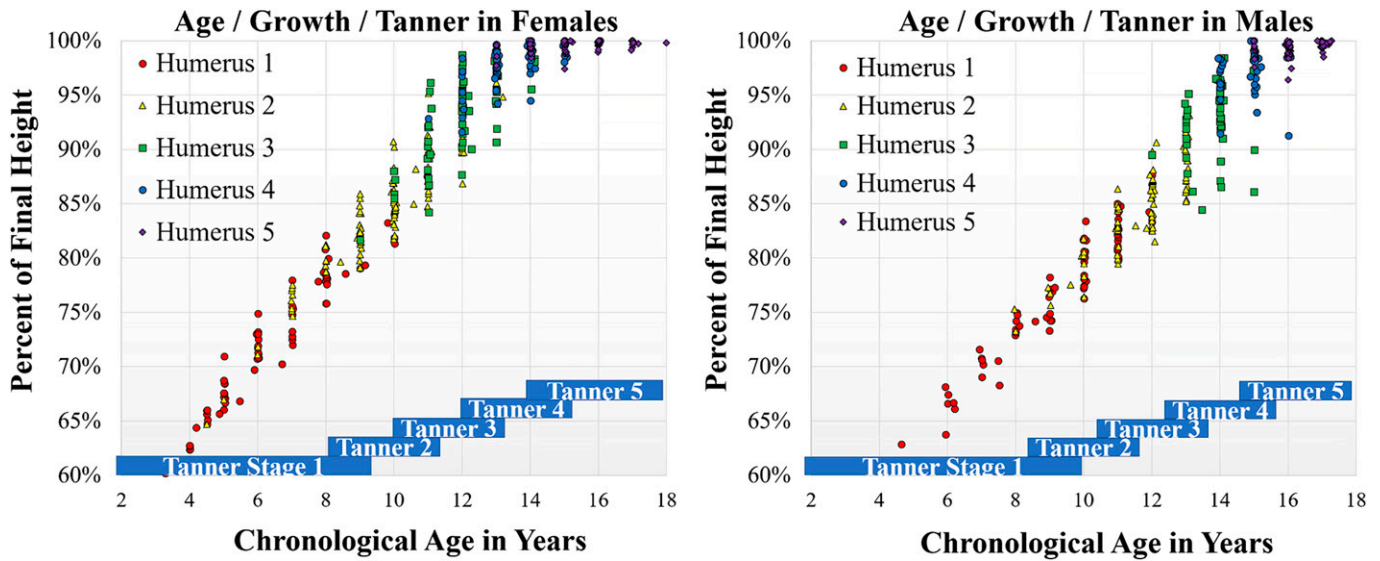 Age / Growth / Tanner in Females
Percent of Final Height
100%
95%
90%
85%
80%
75%
70%
65%
60%
Humerus 1
Humerus 2
Humerus 3
Humerus 4
Humerus 5
Tanner 5
Tanner 4
Tanner 3
Tanner 2
Tanner Stage 1
2 4 6 8 10 12 14 16 18
Chronological Age in Years
Age / Growth / Tanner in Males
Percent of Final Height
100%
95%
90%
85%
80%
75%
70%
65%
60%
Humerus 1
Humerus 2
Humerus 3
Humerus 4
Humerus 5
Tanner 5
Tanner 4
Tanner 3
Tanner 2
Tanner Stage 1
2 4 6 8 10 12 14 16 18
Chronological Age in Years